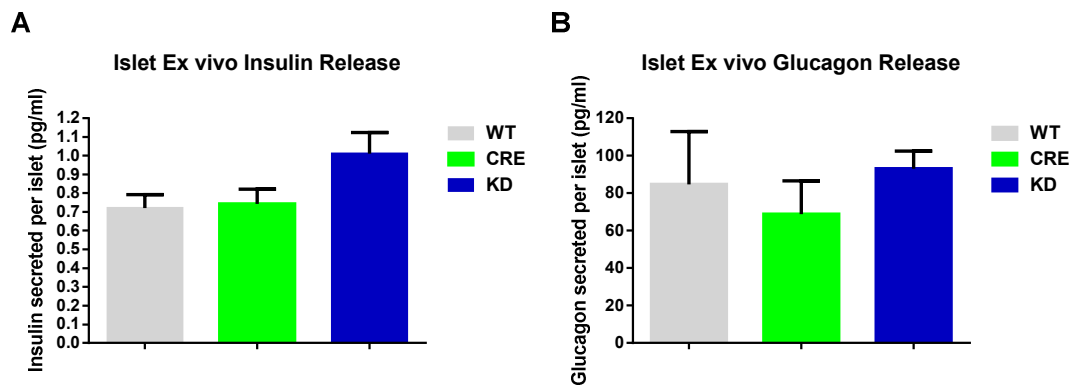 A
Islet Ex vivo Insulin Release
Insulin secreted per islet (pg/ml)
1.2
1.1
1.0
0.9
0.8
0.7
0.6
0.5
0.4
0.3
0.2
0.1
0.0
WT
CRE
KD
B
Islet Ex vivo Glucagon Release
Glucagon secreted per islet (pg/ml)
120
100
80
60
40
20
0
WT
CRE
KD